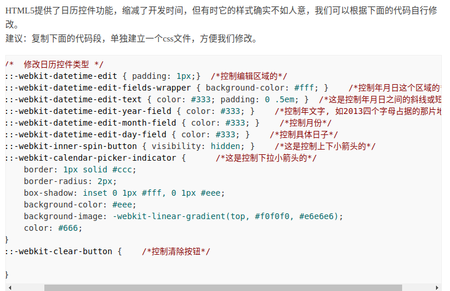 HTML5提供了日历控件功能，缩减了开发时间，但有时它的样式确实不如人意，我们可以根据下面的代码自行修
改。
建议：复制下面的代码段，单独建立一个css文件，方便我们修改。
/* 修改日历控件类型 */
::-webkit-datetime-edit { padding: 1px;} /*控制编辑区域的*/
::-webkit-datetime-edit-fields-wrapper { background-color: #fff; } /*控制年月日这个区域的
::-webkit-datetime-edit-text { color: #333; padding: 0 .5em; } /*这是控制年月日之间的斜线或短
::-webkit-datetime-edit-year-field { color: #333; } /*控制年文字, 如2013四个字母占据的那片地
::-webkit-datetime-edit-month-field { color: #333; } /*控制月份*/
::-webkit-datetime-edit-day-field { color: #333; } /*控制具体日子*/
::-webkit-inner-spin-button { visibility: hidden; } /*这是控制上下小箭头的*/
::-webkit-calendar-picker-indicator { /*这是控制下拉小箭头的*/
border: 1px solid #ccc;
border-radius: 2px;
box-shadow: inset 0 1px #fff, 0 1px #eee;
background-color: #eee;
background-image: -webkit-linear-gradient(top, #f0f0f0, #e6e6e6);
color: #666;
}
::-webkit-clear-button { /*控制清除按钮*/
}